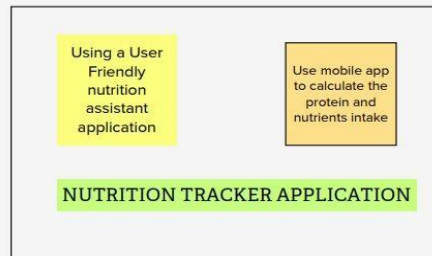 Using a User
Friendly
nutrition
assistant
application
Use mobile app
to calculate the
protein and
nutrients intake
NUTRITION TRACKER APPLICATION